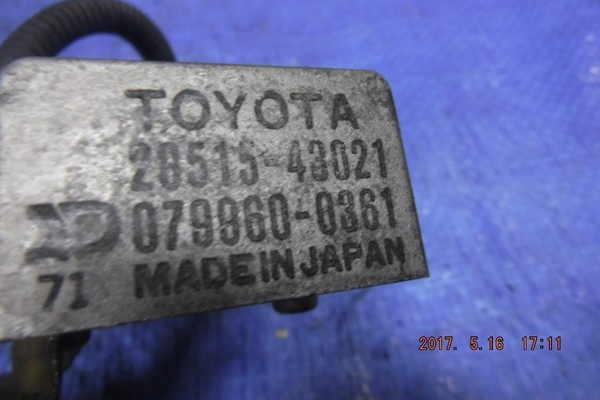 TOYOTA
28515-43021
ND 079960-0361
71 MADE IN JAPAN
2017. 5.16 17:11